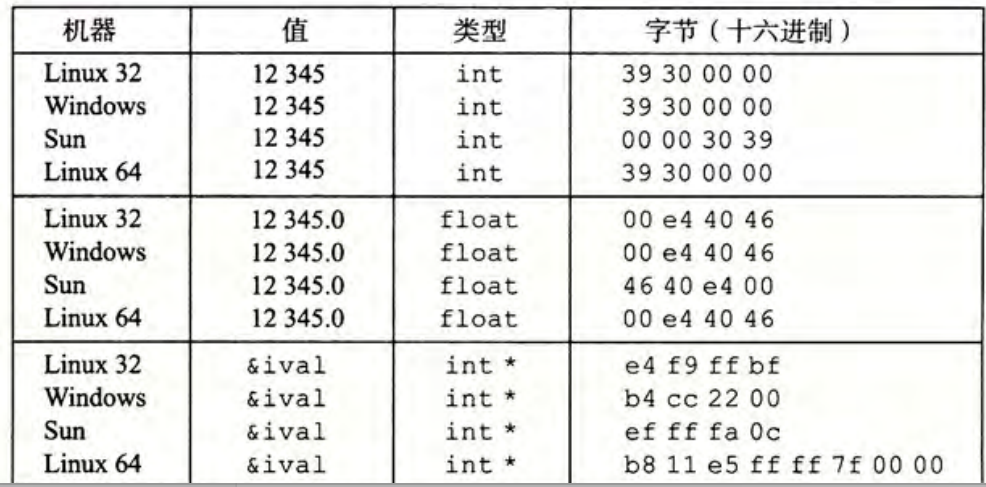 机器 值 类型 字节（十六进制）
Linux 32 12 345 int 39 30 00 00
Windows 12 345 int 39 30 00 00
Sun 12 345 int 00 00 30 39
Linux 64 12 345 int 39 30 00 00
Linux 32 12 345.0 float 00 e4 40 46
Windows 12 345.0 float 00 e4 40 46
Sun 12 345.0 float 46 40 e4 00
Linux 64 12 345.0 float 00 e4 40 46
Linux 32 &ival int * e4 f9 ff bf
Windows &ival int * b4 cc 22 00
Sun &ival int * ef ff fa 0c
Linux 64 &ival int * b8 11 e5 ff ff 7f 00 00